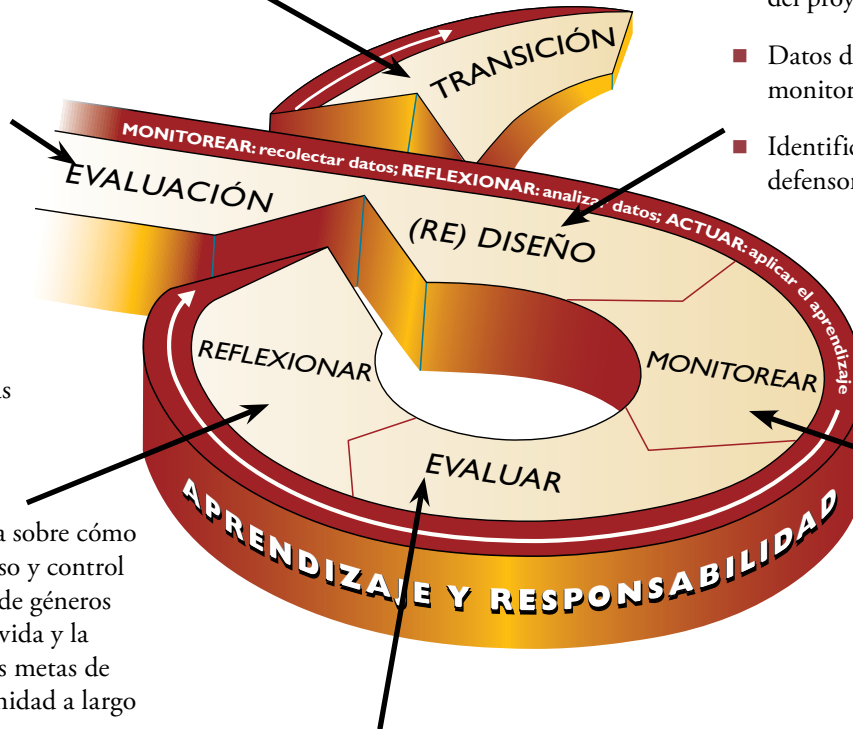 del proy
TRANSICIÓN
■ Datos d
monitor
■ Identific
defensor
MONITOREAR: recolectar datos; REFLEXIONAR: analizar datos; ACTUAR: aplicar el aprendizaje
EVALUACIÓN
(RE) DISEÑO
REFLEXIONAR
MONITOREAR
s
EVALUAR
APRENDIZAJE Y RESPONSABILIDAD
a sobre cómo
so y control
de géneros
vida y la
s metas de
nidad a largo